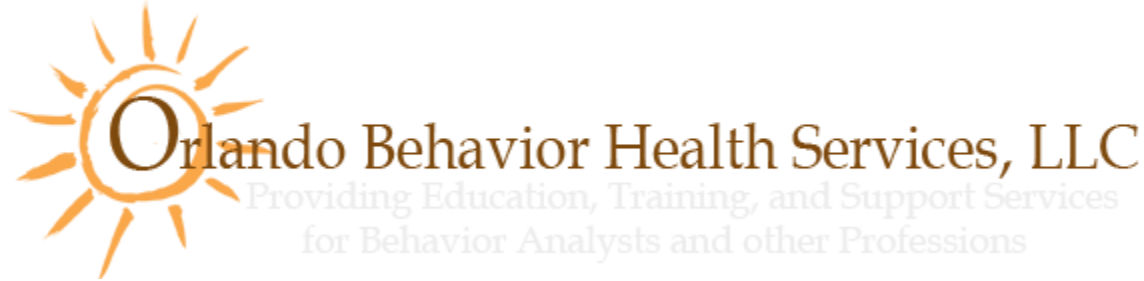 Orlando Behavior Health Services, LLC
Providing Education, Training, and Support Services
for Behavior Analysts and other Professions